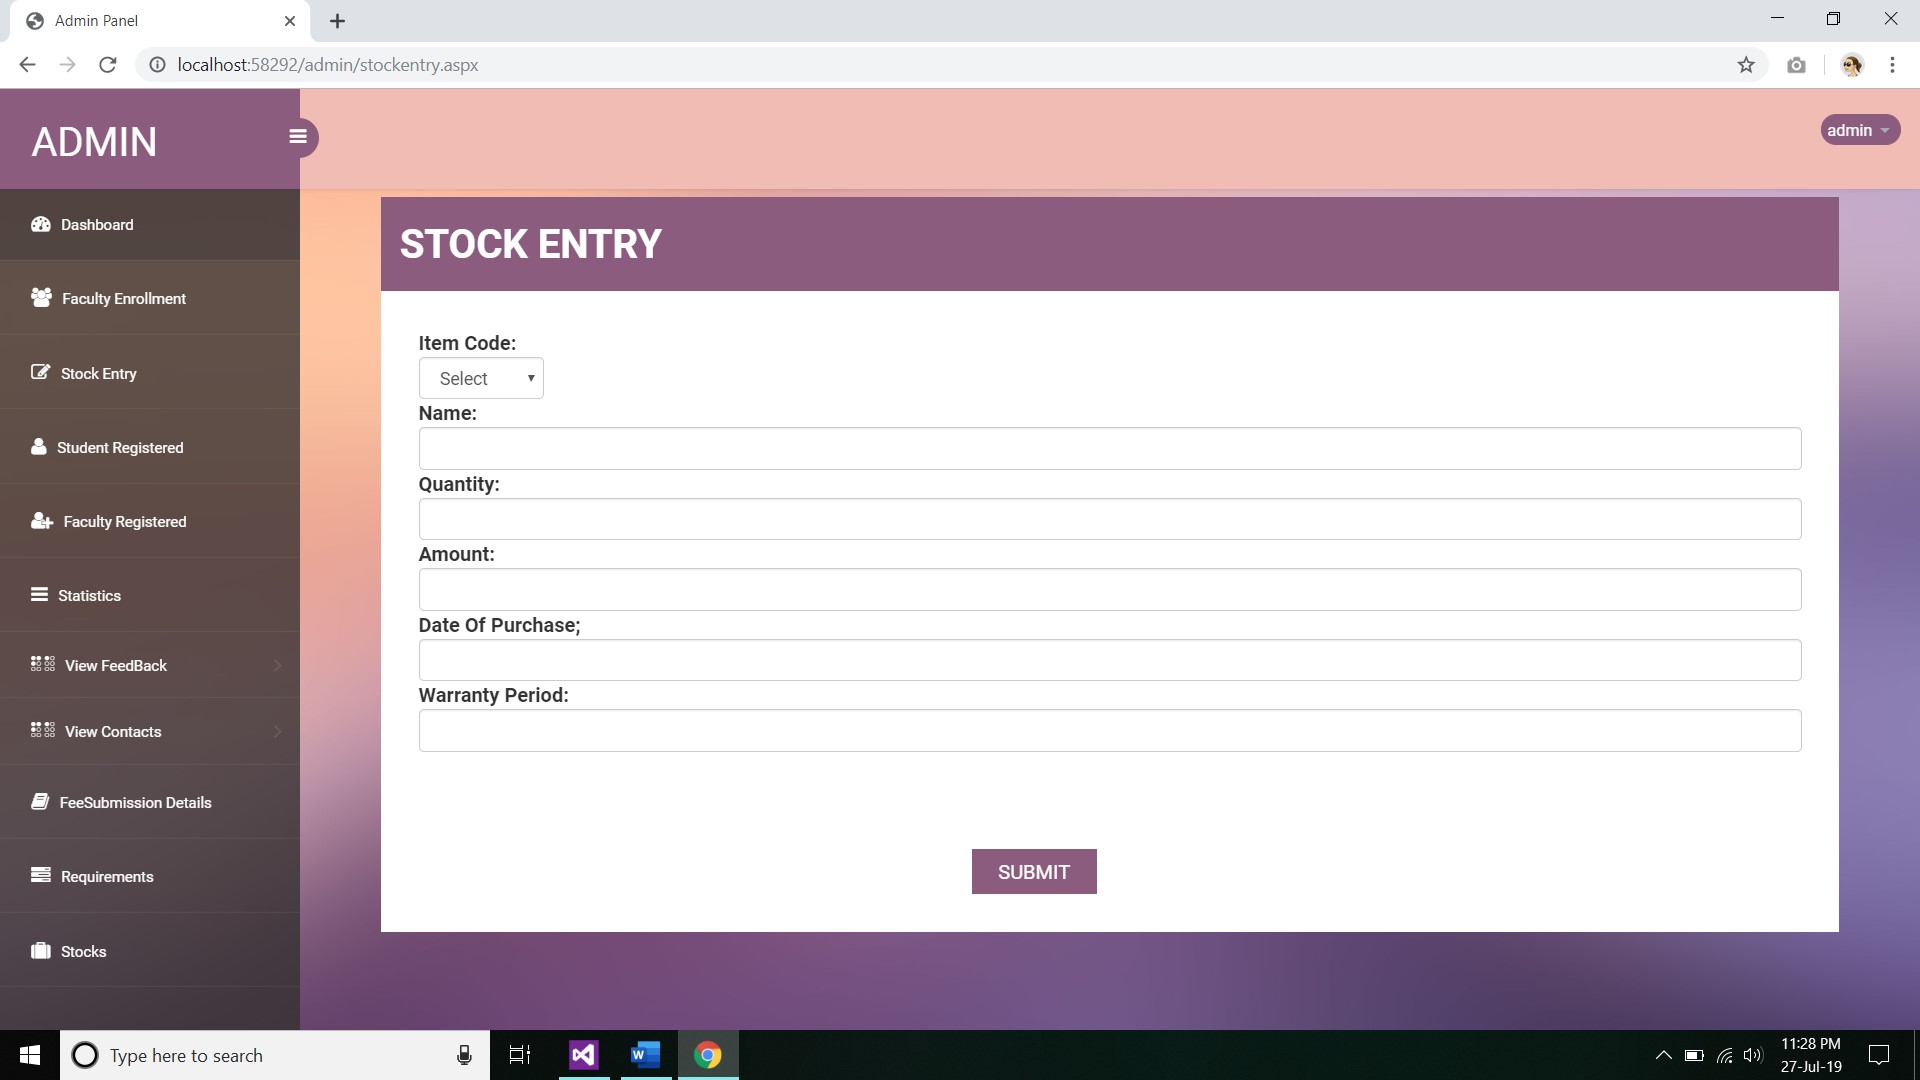 Admin Panel
localhost:58292/admin/stockentry.aspx
ADMIN
admin
Dashboard
Faculty Enrollment
Stock Entry
Student Registered
Faculty Registered
Statistics
View FeedBack
View Contacts
FeeSubmission Details
Requirements
Stocks
STOCK ENTRY
Item Code:
Select
Name:
Quantity:
Amount:
Date Of Purchase;
Warranty Period:
SUBMIT
Type here to search
11:28 PM
27-Jul-19